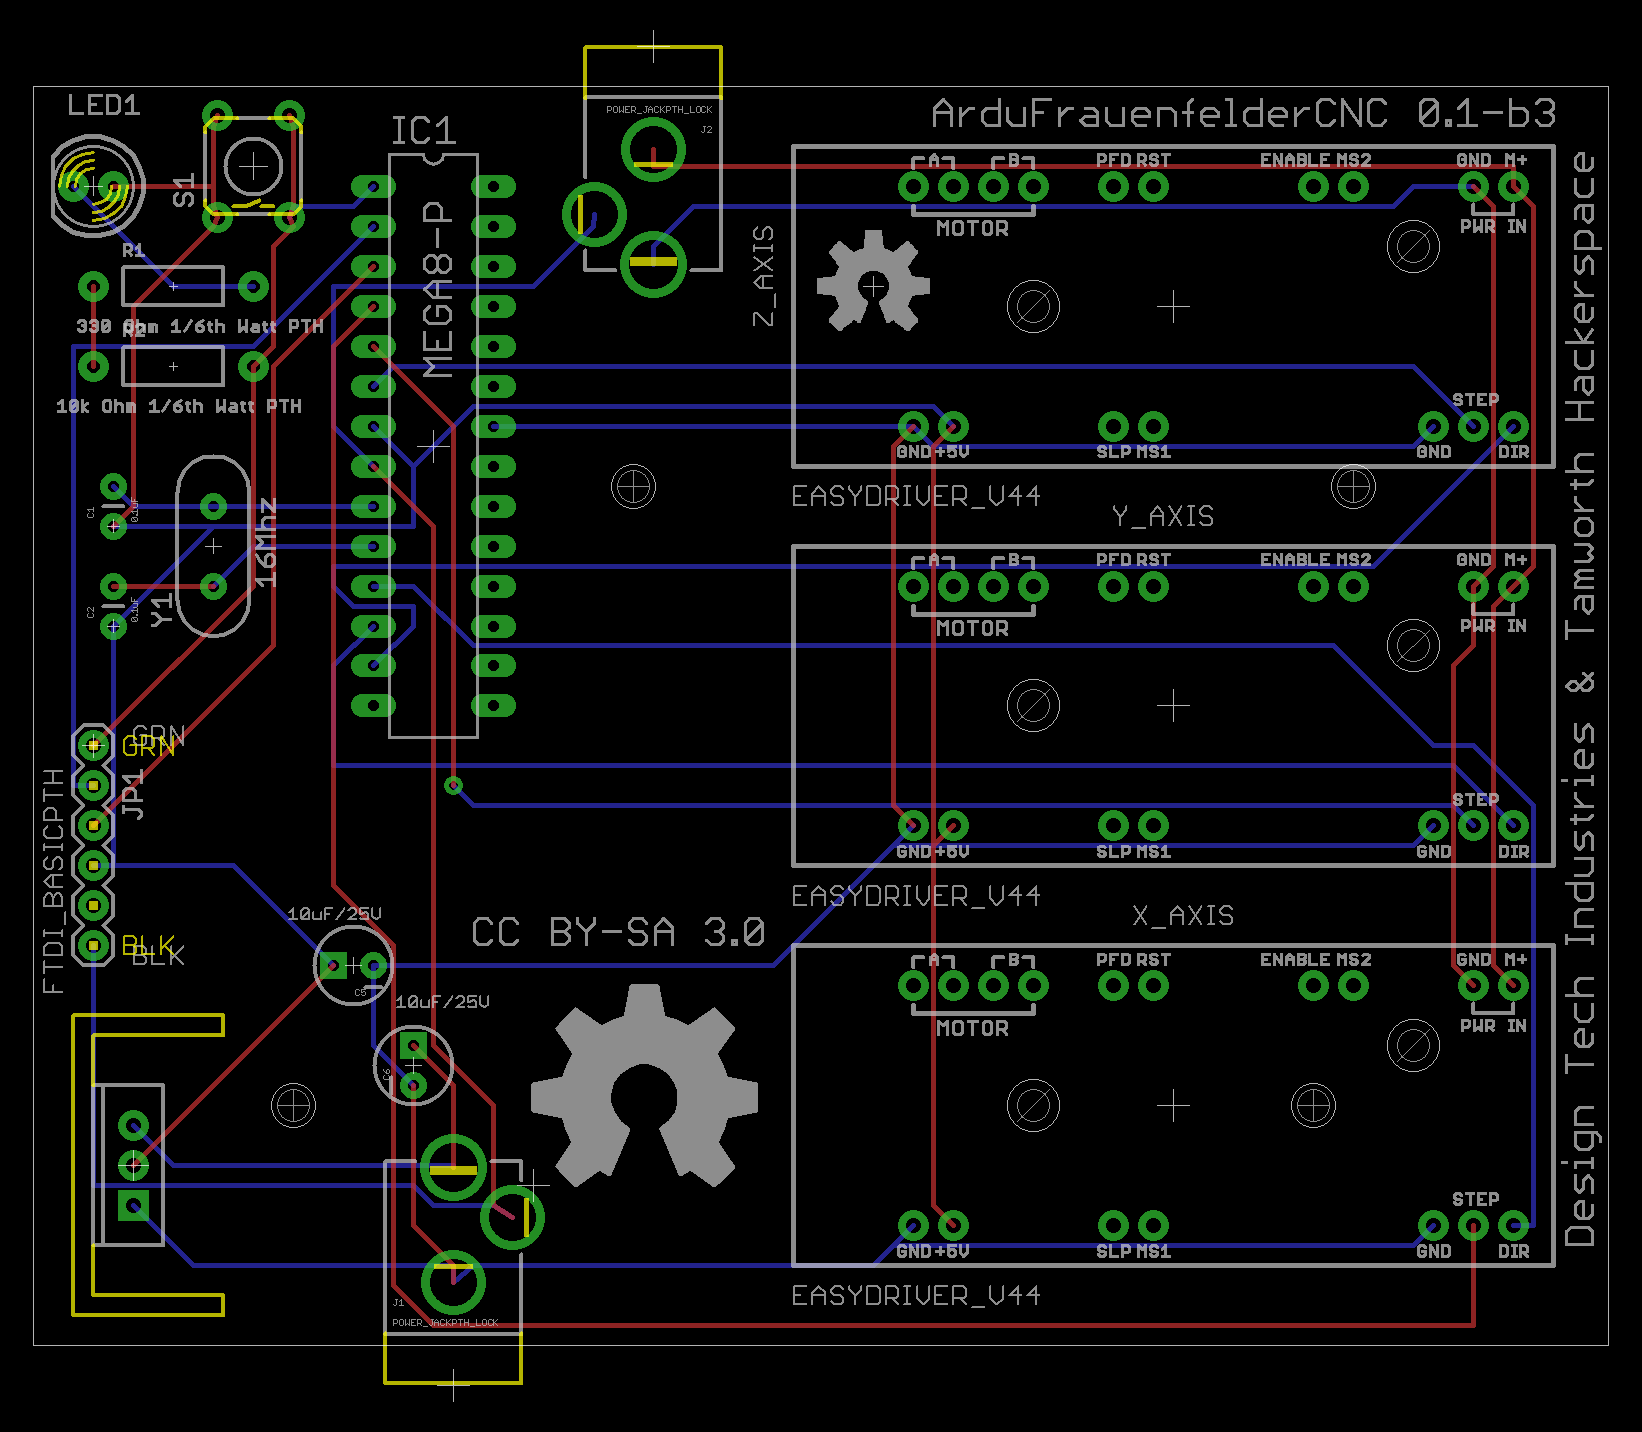 LED1
IC1
POWER_JACKPTH_LOCK
J2
ArduFrauenfelderCNC 0.1-b3
S1
MEGA8-P
Z_AXIS
A
B
PFD RST
ENABLE MS2
GND M+
MOTOR
PWR IN
R1
330 Ohm 1/6th Watt PTH
R2
10k Ohm 1/6th Watt PTH
STEP
GND +5V
SLP MS1
GND
DIR
EASYDRIVER_V44
Y_AXIS
C1
0.1uF
16Mhz
Y1
C2
0.1uF
A
B
PFD RST
ENABLE MS2
GND M+
MOTOR
PWR IN
GRN
GRN
JP1
FTDI_BASICPTH
BLK
BLK
STEP
GND +5V
SLP MS1
GND
DIR
EASYDRIVER_V44
X_AXIS
10uF/25V
C5
CC BY-SA 3.0
10uF/25V
C6
A
B
PFD RST
ENABLE MS2
GND M+
MOTOR
PWR IN
STEP
GND +5V
SLP MS1
GND
DIR
EASYDRIVER_V44
J1
POWER_JACKPTH_LOCK
Design Tech Industries & Tamworth Hackerspace